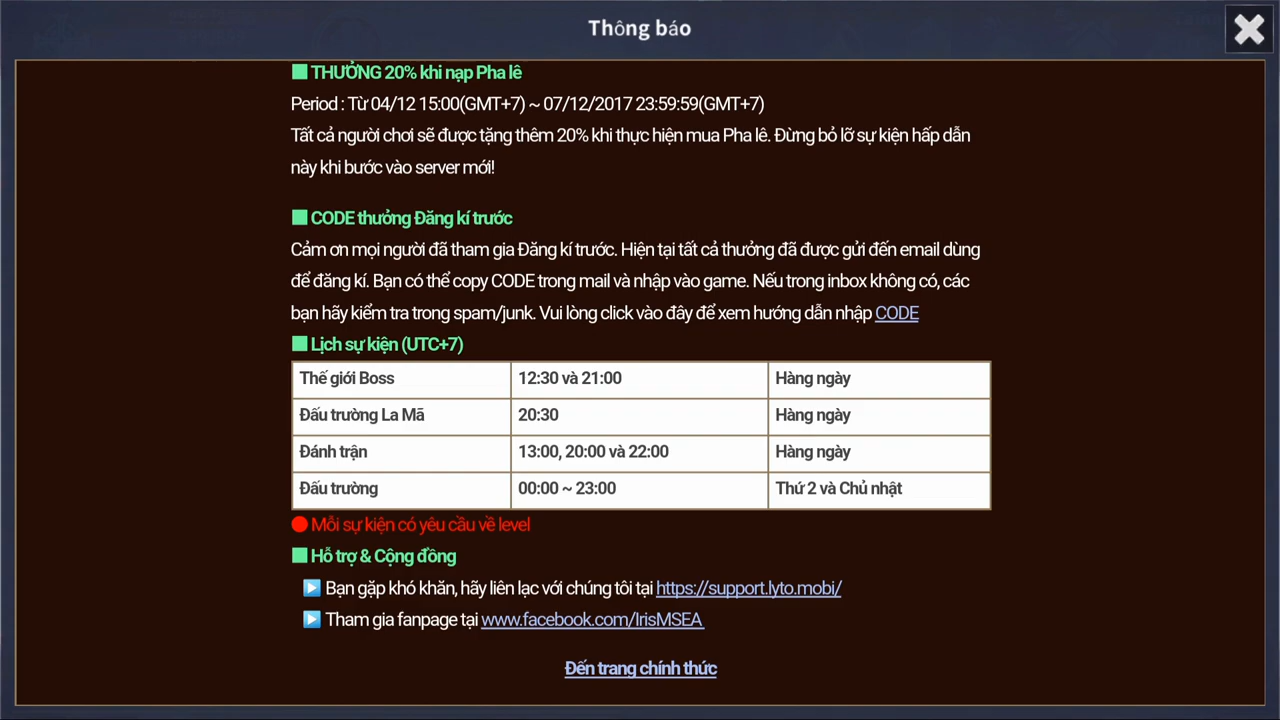 Thông báo
THƯỞNG 20% khi nạp Pha lê
Period : Từ 04/12 15:00(GMT+7) ~ 07/12/2017 23:59:59(GMT+7)
Tất cả người chơi sẽ được tặng thêm 20% khi thực hiện mua Pha lê. Đừng bỏ lỡ sự kiện hấp dẫn
này khi bước vào server mới!
CODE thưởng Đăng kí trước
Cảm ơn mọi người đã tham gia Đăng kí trước. Hiện tại tất cả thưởng đã được gửi đến email dùng
để đăng kí. Bạn có thể copy CODE trong mail và nhập vào game. Nếu trong inbox không có, các
bạn hãy kiểm tra trong spam/junk. Vui lòng click vào đây để xem hướng dẫn nhập CODE
Lịch sự kiện (UTC+7)
Thế giới Boss 12:30 và 21:00 Hàng ngày
Đấu trường La Mã 20:30 Hàng ngày
Đánh trận 13:00, 20:00 và 22:00 Hàng ngày
Đấu trường 00:00 ~ 23:00 Thứ 2 và Chủ nhật
Mỗi sự kiện có yêu cầu về level
Hỗ trợ & Cộng đồng
Bạn gặp khó khăn, hãy liên lạc với chúng tôi tại https://support.lyto.mobi/
Tham gia fanpage tại www.facebook.com/IrisMSEA
Đến trang chính thức